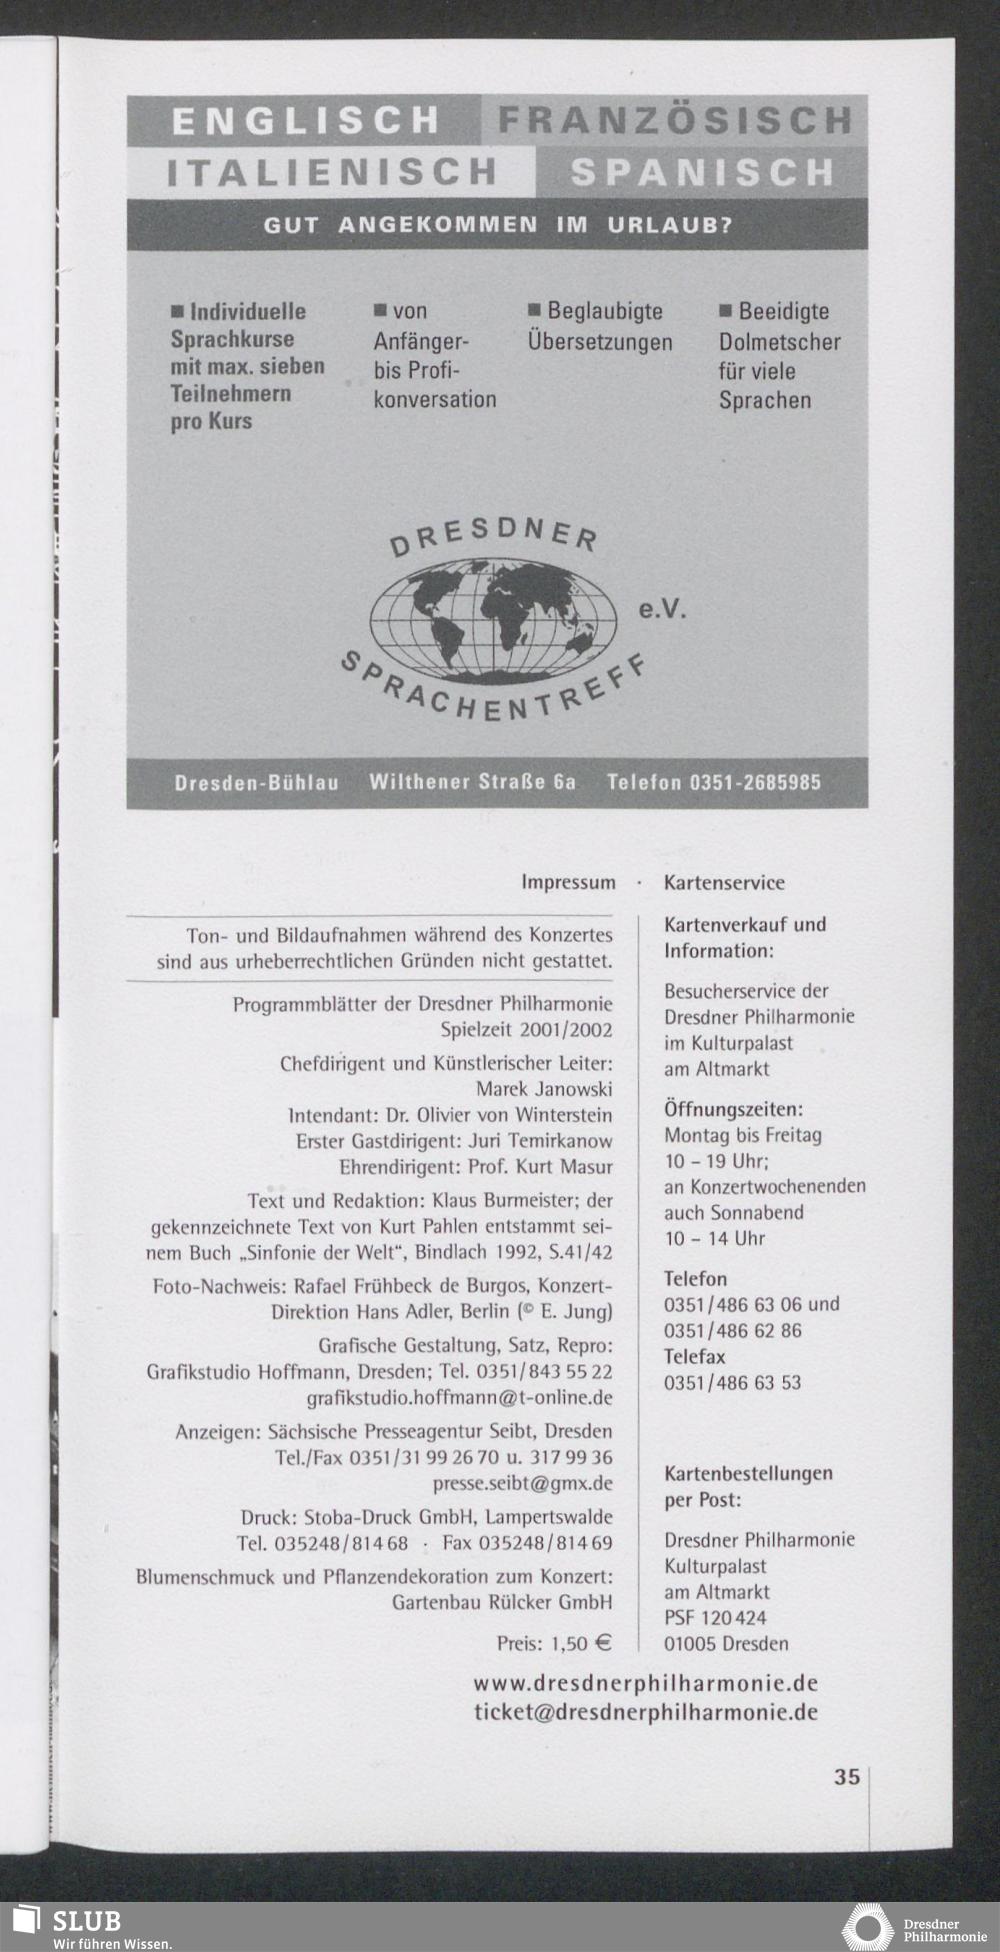 ENGLISCH FRANZÖSISCH
ITALIENISCH SPANISCH
GUT ANGEKOMMEN IM URLAUB?
■ Individuelle
Sprachkurse
mit max. sieben
Teilnehmern
pro Kurs
■ von
Anfänger-
bis Profi-
konversation
■ Beglaubigte
Übersetzungen
■ Beeidigte
Dolmetscher
für viele
Sprachen
DRESDNER
e.V.
SPRACHENTREFF
Dresden-Bühlau Wilthener Straße 6a Telefon 0351-2685985
Impressum · Kartenservice
Ton- und Bildaufnahmen während des Konzertes
sind aus urheberrechtlichen Gründen nicht gestattet.
Programmblätter der Dresdner Philharmonie
Spielzeit 2001/2002
Chefdirigent und Künstlerischer Leiter:
Marek Janowski
Intendant: Dr. Olivier von Winterstein
Erster Gastdirigent: Juri Temirkanow
Ehrendirigent: Prof. Kurt Masur
Text und Redaktion: Klaus Burmeister; der
gekennzeichnete Text von Kurt Pahlen entstammt sei-
nem Buch „Sinfonie der Welt“, Bindlach 1992, S.41/42
Foto-Nachweis: Rafael Frühbeck de Burgos, Konzert-
Direktion Hans Adler, Berlin (© E. Jung)
Grafische Gestaltung, Satz, Repro:
Grafikstudio Hoffmann, Dresden; Tel. 0351/843 55 22
grafikstudio.hoffmann@t-online.de
Anzeigen: Sächsische Presseagentur Seibt, Dresden
Tel./Fax 0351/31 99 26 70 u. 317 99 36
presse.seibt@gmx.de
Druck: Stoba-Druck GmbH, Lampertswalde
Tel. 035248/814 68 · Fax 035248/814 69
Blumenschmuck und Pflanzendekoration zum Konzert:
Gartenbau Rülcker GmbH
Preis: 1,50 €
Kartenverkauf und
Information:
Besucherservice der
Dresdner Philharmonie
im Kulturpalast
am Altmarkt
Öffnungszeiten:
Montag bis Freitag
10 – 19 Uhr;
an Konzertwochenenden
auch Sonnabend
10 – 14 Uhr
Telefon
0351/486 63 06 und
0351/486 62 86
Telefax
0351/486 63 53
Kartenbestellungen
per Post:
Dresdner Philharmonie
Kulturpalast
am Altmarkt
PSF 120 424
01005 Dresden
www.dresdnerphilharmonie.de
ticket@dresdnerphilharmonie.de
35
SLUB
Wir führen Wissen.
Dresdner
Philharmonie